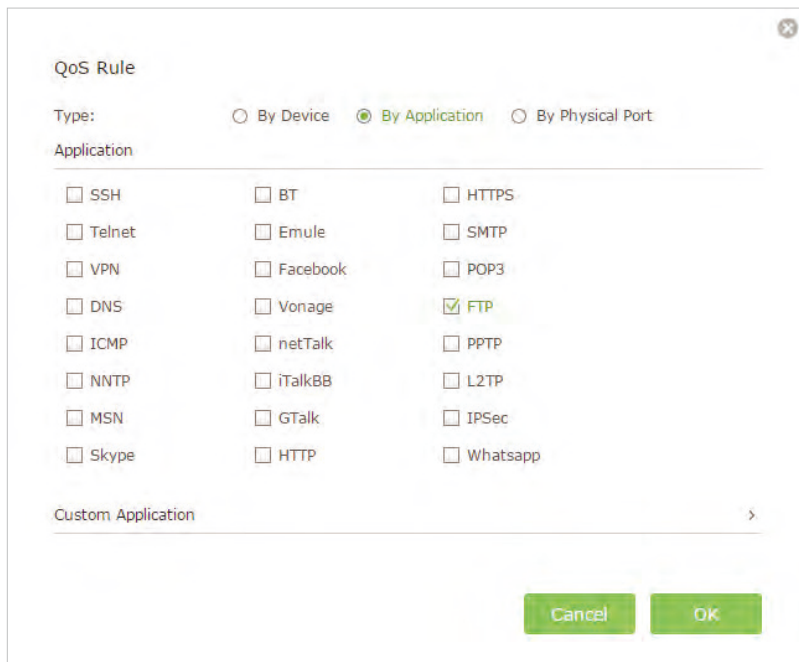 QoS Rule
Type: By Device By Application By Physical Port
Application
SSH BT HTTPS
Telnet Emule SMTP
VPN Facebook POP3
DNS Vonage FTP
ICMP netTalk PPTP
NNTP iTalkBB L2TP
MSN GTalk IPSec
Skype HTTP Whatsapp
Custom Application
Cancel OK